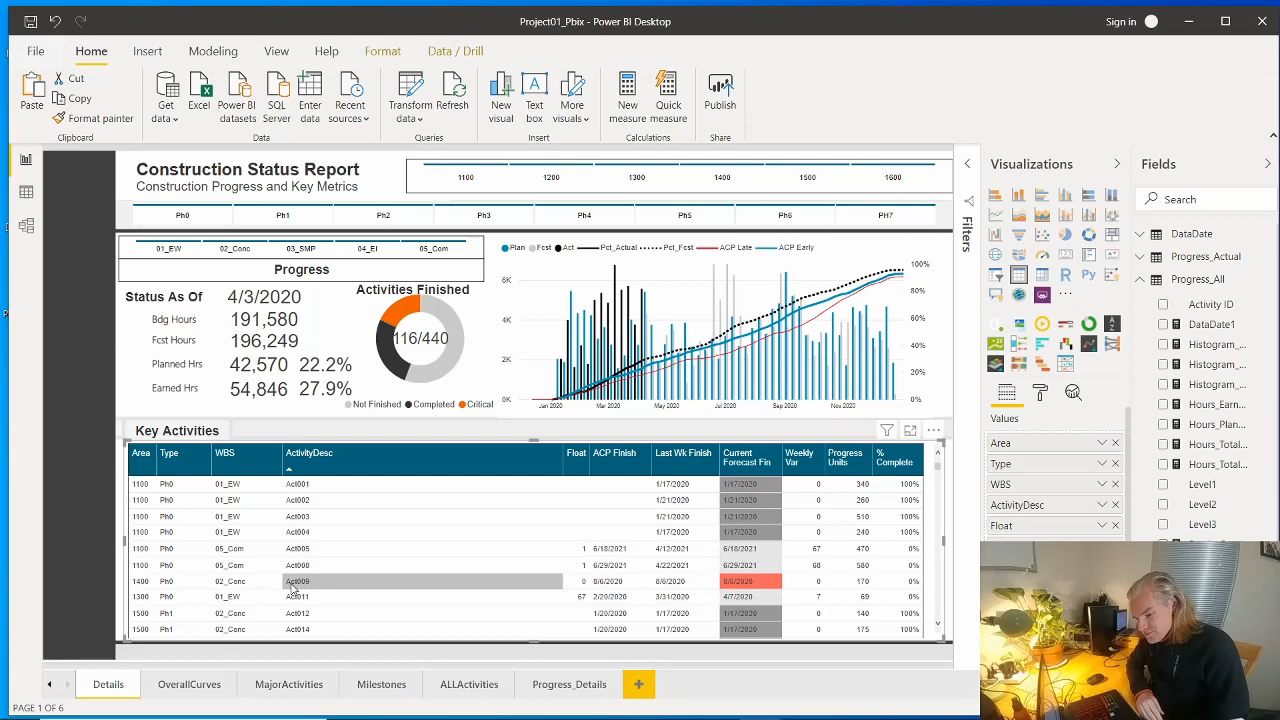 Project01_Pbix - Power BI Desktop
Sign in
File Home Insert Modeling View Help Format Data / Drill
Paste
Cut
Copy
Format painter
Get data
Excel
Power BI datasets
SQL Server
Enter data
Recent sources
Transform data
Refresh
New visual
Text box
More visuals
New measure
Quick measure
Publish
Clipboard Data Queries Insert Calculations Share
Construction Status Report
Construction Progress and Key Metrics
1100 1200 1300 1400 1500 1600
Ph0 Ph1 Ph2 Ph3 Ph4 Ph5 Ph6 PH7
01_EW 02_Conc 03_SMP 04_EI 05_Com
Progress
Status As Of 4/3/2020
Bdg Hours 191,580
Fcst Hours 196,249
Planned Hrs 42,570 22.2%
Earned Hrs 54,846 27.9%
Activities Finished
116/440
Not Finished Completed Critical
Plan Fcst Act Pct_Actual Pct_Fcst ACP Late ACP Early
6K
4K
2K
0K
100%
80%
60%
40%
20%
0%
Jan 2020 Mar 2020 May 2020 Jul 2020 Sep 2020 Nov 2020
Key Activities
Area Type WBS ActivityDesc Float ACP Finish Last Wk Finish Current Forecast Fin Weekly Var Progress Units % Complete
1100 Ph0 01_EW Act001 1/17/2020 1/17/2020 0 340 100%
1100 Ph0 01_EW Act002 1/21/2020 1/21/2020 0 260 100%
1100 Ph0 01_EW Act003 1/21/2020 1/21/2020 0 510 100%
1100 Ph0 01_EW Act004 1/17/2020 1/17/2020 0 240 100%
1100 Ph0 05_Com Act005 1 6/18/2021 4/12/2021 6/18/2021 67 470 0%
1100 Ph0 05_Com Act008 1 6/29/2021 4/22/2021 6/29/2021 68 580 0%
1400 Ph0 02_Conc Act009 0 8/6/2020 8/6/2020 8/6/2020 0 170 0%
1300 Ph0 01_EW Act011 67 2/20/2020 3/31/2020 4/7/2020 7 69 0%
1500 Ph1 02_Conc Act012 1/20/2020 1/17/2020 1/17/2020 0 140 100%
1500 Ph1 02_Conc Act014 1/20/2020 1/17/2020 1/17/2020 0 175 100%
Details OverallCurves MajorActivities Milestones ALLActivities Progress_Details +
PAGE 1 OF 6
Filters
Visualizations
R Py
Values
Area
Type
WBS
ActivityDesc
Float
Fields
Search
DataDate
Progress_Actual
Progress_All
Activity ID
DataDate1
Histogram_...
Histogram_...
Histogram_...
Hours_Earn...
Hours_Plan...
Hours_Total...
Hours_Total...
Level1
Level2
Level3